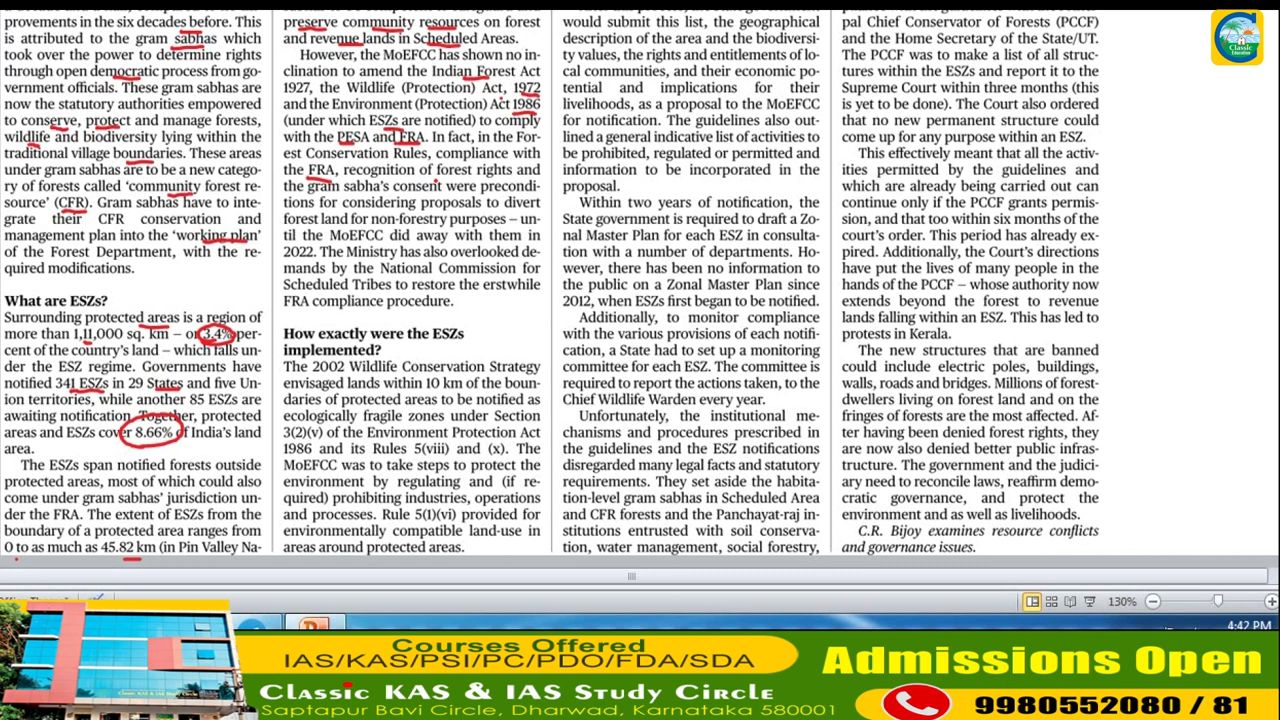 provements in the six decades before. This
is attributed to the gram sabhas which
took over the power to determine rights
through open democratic process from go-
vernment officials. These gram sabhas are
now the statutory authorities empowered
to conserve, protect and manage forests,
wildlife and biodiversity lying within the
traditional village boundaries. These areas
under gram sabhas are to be a new catego-
ry of forests called ‘community forest re-
source’ (CFR). Gram sabhas have to inte-
grate their CFR conservation and
management plan into the ‘working plan’
of the Forest Department, with the re-
quired modifications.
What are ESZs?
Surrounding protected areas is a region of
more than 1,11,000 sq. km – or 3.4% per-
cent of the country’s land – which falls un-
der the ESZ regime. Governments have
notified 341 ESZs in 29 States and five Un-
ion territories, while another 85 ESZs are
awaiting notification. Together, protected
areas and ESZs cover 8.66% of India’s land
area.
The ESZs span notified forests outside
protected areas, most of which could also
come under gram sabhas’ jurisdiction un-
der the FRA. The extent of ESZs from the
boundary of a protected area ranges from
0 to as much as 45.82 km (in Pin Valley Na-
preserve community resources on forest
and revenue lands in Scheduled Areas.
However, the MoEFCC has shown no in-
clination to amend the Indian Forest Act
1927, the Wildlife (Protection) Act, 1972
and the Environment (Protection) Act 1986
(under which ESZs are notified) to comply
with the PESA and FRA. In fact, in the For-
est Conservation Rules, compliance with
the FRA, recognition of forest rights and
the gram sabha’s consent were precondi-
tions for considering proposals to divert
forest land for non-forestry purposes – un-
til the MoEFCC did away with them in
2022. The Ministry has also overlooked de-
mands by the National Commission for
Scheduled Tribes to restore the erstwhile
FRA compliance procedure.
How exactly were the ESZs
implemented?
The 2002 Wildlife Conservation Strategy
envisaged lands within 10 km of the boun-
daries of protected areas to be notified as
ecologically fragile zones under Section
3(2)(v) of the Environment Protection Act
1986 and its Rules 5(viii) and (x). The
MoEFCC was to take steps to protect the
environment by regulating and (if re-
quired) prohibiting industries, operations
and processes. Rule 5(1)(vi) provided for
environmentally compatible land-use in
areas around protected areas.
would submit this list, the geographical
description of the area and the biodiversi-
ty values, the rights and entitlements of lo-
cal communities, and their economic po-
tential and implications for their
livelihoods, as a proposal to the MoEFCC
for notification. The guidelines also out-
lined a general indicative list of activities to
be prohibited, regulated or permitted and
information to be incorporated in the
proposal.
Within two years of notification, the
State government is required to draft a Zo-
nal Master Plan for each ESZ in consulta-
tion with a number of departments. Ho-
wever, there has been no information to
the public on a Zonal Master Plan since
2012, when ESZs first began to be notified.
Additionally, to monitor compliance
with the various provisions of each notifi-
cation, a State had to set up a monitoring
committee for each ESZ. The committee is
required to report the actions taken, to the
Chief Wildlife Warden every year.
Unfortunately, the institutional me-
chanisms and procedures prescribed in
the guidelines and the ESZ notifications
disregarded many legal facts and statutory
requirements. They set aside the habita-
tion-level gram sabhas in Scheduled Area
and CFR forests and the Panchayat-raj in-
stitutions entrusted with soil conserva-
tion, water management, social forestry,
pal Chief Conservator of Forests (PCCF)
and the Home Secretary of the State/UT.
The PCCF was to make a list of all struc-
tures within the ESZs and report it to the
Supreme Court within three months (this
is yet to be done). The Court also ordered
that no new permanent structure could
come up for any purpose within an ESZ.
This effectively meant that all the activ-
ities permitted by the guidelines and
which are already being carried out can
continue only if the PCCF grants permis-
sion, and that too within six months of the
court’s order. This period has already ex-
pired. Additionally, the Court’s directions
have put the lives of many people in the
hands of the PCCF – whose authority now
extends beyond the forest to revenue
lands falling within an ESZ. This has led to
protests in Kerala.
The new structures that are banned
could include electric poles, buildings,
walls, roads and bridges. Millions of forest-
dwellers living on forest land and on the
fringes of forests are the most affected. Af-
ter having been denied forest rights, they
are now also denied better public infras-
tructure. The government and the judici-
ary need to reconcile laws, reaffirm demo-
cratic governance, and protect the
environment and as well as livelihoods.
C.R. Bijoy examines resource conflicts
and governance issues.
Classic
Education
130%
4:42 PM
Courses Offered
IAS/KAS/PSI/PC/PDO/FDA/SDA
Classic KAS & IAS Study Circle
Saptapur Bavi Circle, Dharwad, Karnataka 580001
Admissions Open
9980552080 / 81